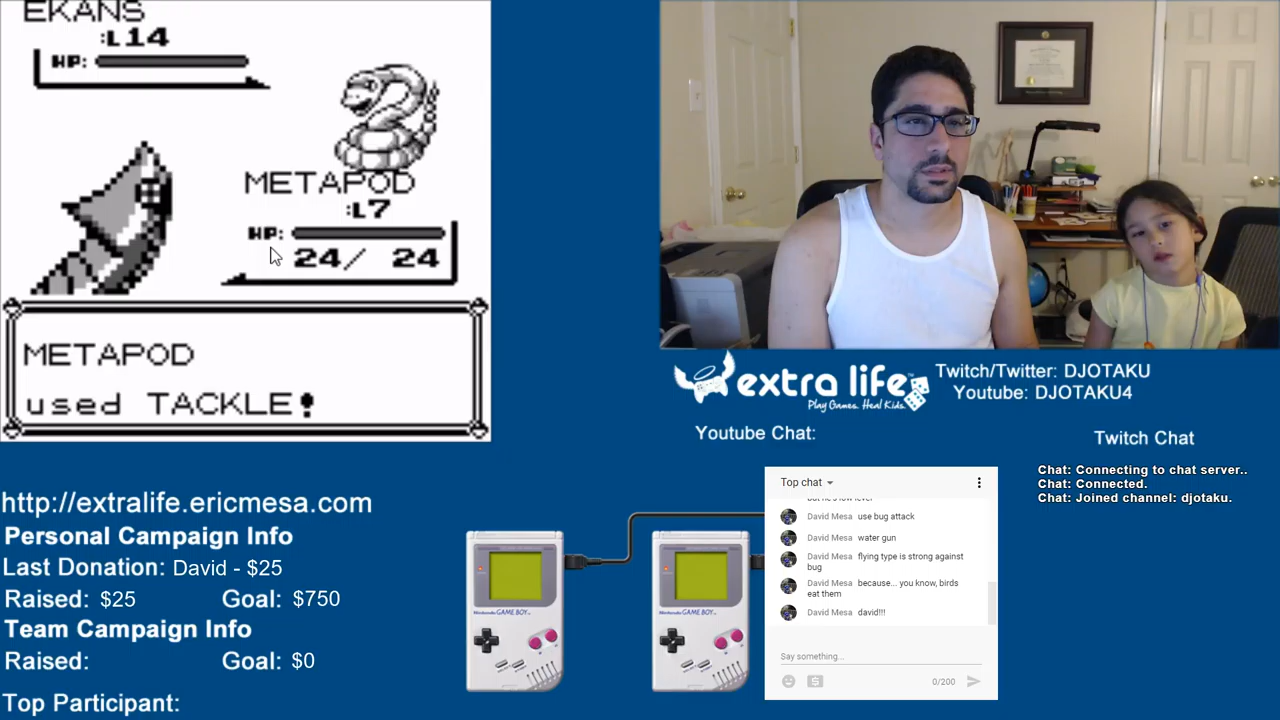 EKANS
:L14
HP:
METAPOD
:L7
HP:
24/ 24
METAPOD
used TACKLE!
extra life
Play Games. Heal Kids.
Twitch/Twitter: DJOTAKU
Youtube: DJOTAKU4
Youtube Chat:
Twitch Chat
Chat: Connecting to chat server..
Chat: Connected.
Chat: Joined channel: djotaku.
Top chat
but he's low level
David Mesa use bug attack
David Mesa water gun
David Mesa flying type is strong against
bug
David Mesa because... you know, birds
eat them
David Mesa david!!!
Say something...
0/200
http://extralife.ericmesa.com
Personal Campaign Info
Last Donation: David - $25
Raised: $25 Goal: $750
Team Campaign Info
Raised: Goal: $0
Top Participant:
Nintendo GAME BOY
Nintendo GAME BOY